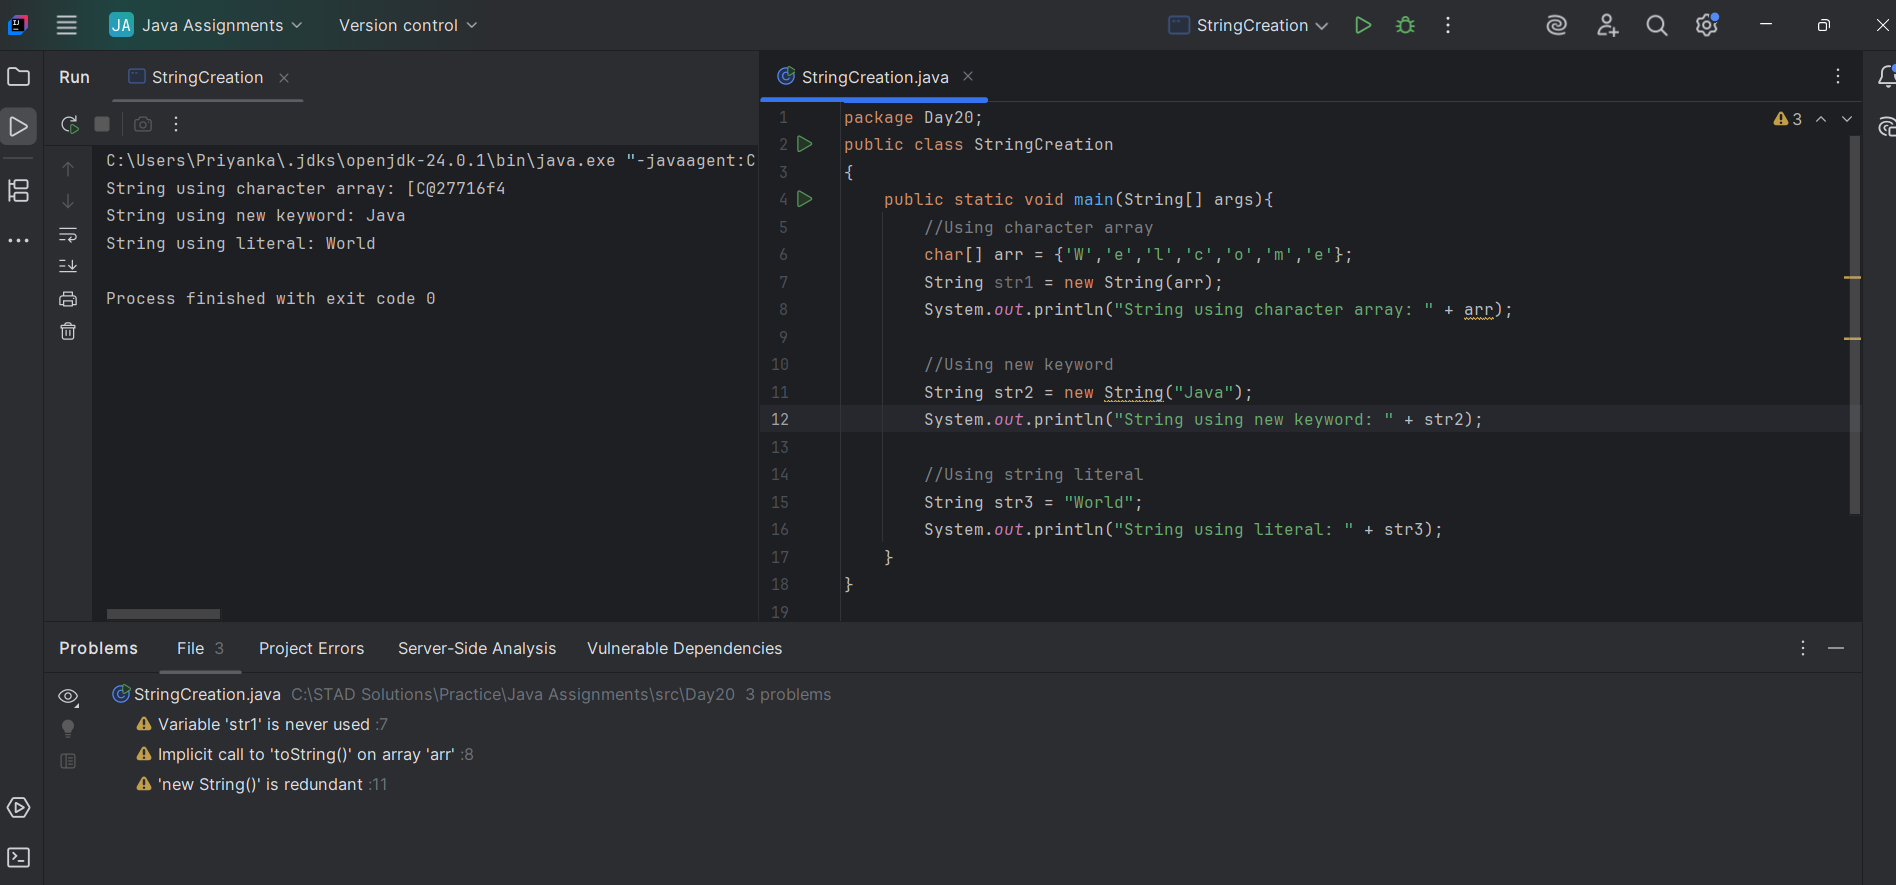 JA Java Assignments Version control StringCreation
Run StringCreation
C:\Users\Priyanka\.jdks\openjdk-24.0.1\bin\java.exe "-javaagent:C
String using character array: [C@27716f4
String using new keyword: Java
String using literal: World
Process finished with exit code 0
StringCreation.java
3
1 package Day20;
2 public class StringCreation
3 {
4 public static void main(String[] args){
5 //Using character array
6 char[] arr = {'W','e','l','c','o','m','e'};
7 String str1 = new String(arr);
8 System.out.println("String using character array: " + arr);
9
10 //Using new keyword
11 String str2 = new String("Java");
12 System.out.println("String using new keyword: " + str2);
13
14 //Using string literal
15 String str3 = "World";
16 System.out.println("String using literal: " + str3);
17 }
18 }
19
Problems File 3 Project Errors Server-Side Analysis Vulnerable Dependencies
StringCreation.java C:\STAD Solutions\Practice\Java Assignments\src\Day20 3 problems
Variable 'str1' is never used :7
Implicit call to 'toString()' on array 'arr' :8
'new String()' is redundant :11